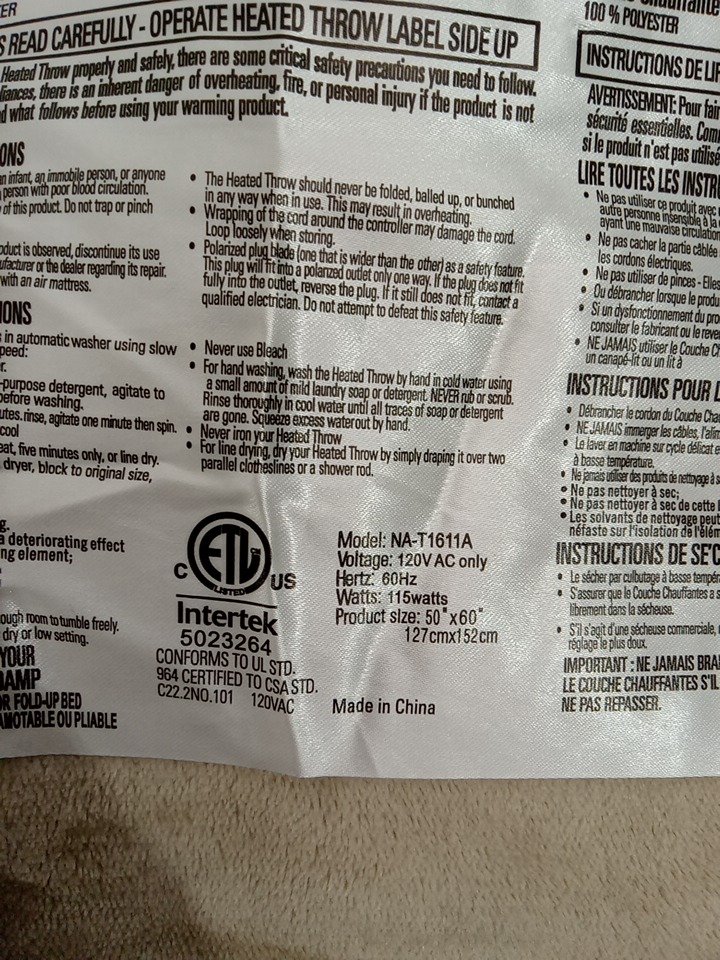 ER
S READ CAREFULLY - OPERATE HEATED THROW LABEL SIDE UP
Heated Throw properly and safely, there are some critical safety precautions you need to follow.
liances, there is an inherent danger of overheating, fire, or personal injury if the product is not
d what follows before using your warming product.
ONS
an infant, an immobile person, or anyone
person with poor blood circulation.
of this product. Do not trap or pinch
oduct is observed, discontinue its use
ufacturer or the dealer regarding its repair.
with an air mattress.
• The Heated Throw should never be folded, balled up, or bunched
in any way when in use. This may result in overheating.
• Wrapping of the cord around the controller may damage the cord.
Loop loosely when storing.
• Polarized plug blade (one that is wider than the other) as a safety feature.
This plug will fit into a polarized outlet only one way. If the plug does not fit
fully into the outlet, reverse the plug. If it still does not fit, contact a
qualified electrician. Do not attempt to defeat this safety feature.
IONS
in automatic washer using slow
peed:
r.
-purpose detergent, agitate to
before washing.
utes. rinse, agitate one minute then spin.
cool
eat, five minutes only, or line dry.
dryer, block to original size,
• Never use Bleach
• For hand washing, wash the Heated Throw by hand in cold water using
a small amount of mild laundry soap or detergent. NEVER rub or scrub.
Rinse thoroughly in cool water until all traces of soap or detergent
are gone. Squeeze excess water out by hand.
• Never iron your Heated Throw
• For line drying, dry your Heated Throw by simply draping it over two
parallel clotheslines or a shower rod.
g.
a deteriorating effect
ng element;
ough room to tumble freely.
dry or low setting.
YOUR
AMP
OR FOLD-UP BED
AMOTABLE OU PLIABLE
C ETL US
LISTED
Intertek
5023264
CONFORMS TO UL STD.
964 CERTIFIED TO CSA STD.
C22.2NO.101 120VAC
Model: NA-T1611A
Voltage: 120V AC only
Hertz: 60Hz
Watts: 115watts
Product size: 50"x60"
127cmx152cm
Made in China
100 % POLYESTER
INSTRUCTIONS DE LIR
AVERTISSEMENT: Pour fair
sécurité essentielles. Com
si le produit n'est pas utilisé
LIRE TOUTES LES INSTR
• Ne pas utiliser ce produit avec
autre personne insensible à la
ayant une mauvaise circulation
• Ne pas cacher la partie câblée
les cordons électriques.
• Ne pas utiliser de pinces - Elles
• Ou débrancher lorsque le produ
• Si un dysfonctionnement du pro
consulter le fabricant ou le reve
• NE JAMAIS utiliser le Couche C
un canapé-lit ou un lit à
INSTRUCTIONS POUR L
• Débrancher le cordon du Couche Cha
• NE JAMAIS immerger les câbles, l'alim
• Le laver en machine sur cycle délicat e
à basse température.
• Ne jamais utiliser des produits de nettoyage à s
• Ne pas nettoyer à sec;
• Ne pas nettoyer à sec de cette
• Les solvants de nettoyage peut
néfaste sur l'isolation de l'élém
INSTRUCTIONS DE SE'C
• Le sécher par culbutage à basse tempér
• S'assurer que le Couche Chauffantes a s
librement dans la sécheuse.
• S'il s'agit d'une sécheuse commerciale,
réglage le plus doux.
IMPORTANT : NE JAMAIS BRA
LE COUCHE CHAUFFANTES S'IL
NE PAS REPASSER.